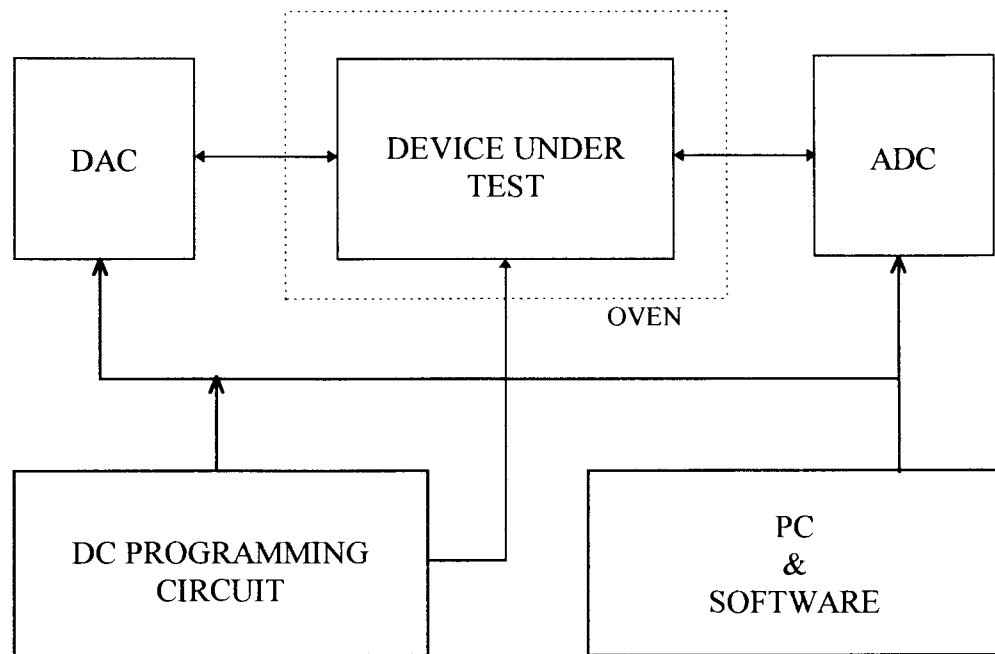 DAC
DEVICE UNDER
TEST
ADC
OVEN
DC PROGRAMMING
CIRCUIT
PC
&
SOFTWARE